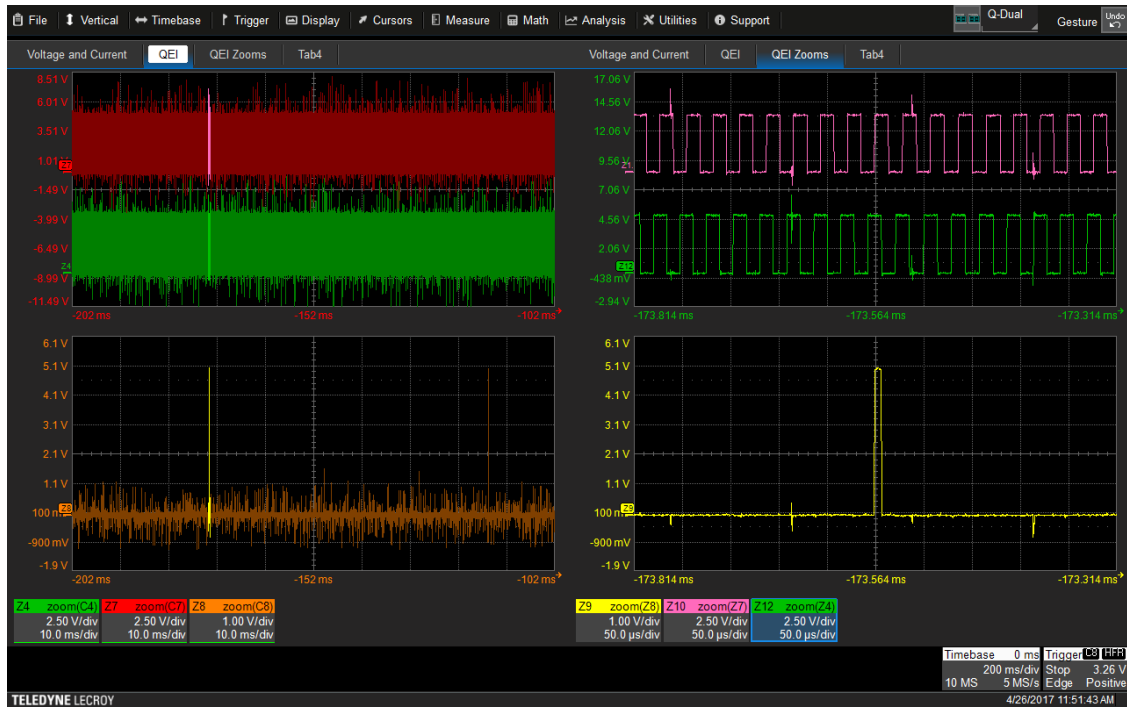 File Vertical Timebase Trigger Display Cursors Measure Math Analysis Utilities Support Q-Dual Gesture Undo
Voltage and Current QEI QEI Zooms Tab4
Voltage and Current QEI QEI Zooms Tab4
8.51 V
6.01 V
3.51 V
1.01
Z7
-1.49 V
-3.99 V
-6.49 V
Z4
-8.99 V
-11.49 V
-202 ms -152 ms -102 ms
17.06 V
14.56 V
12.06 V
9.56 V
Z1
7.06 V
4.56 V
2.06 V
Z12
-438 mV
-2.94 V
-173.814 ms -173.564 ms -173.314 ms
6.1 V
5.1 V
4.1 V
3.1 V
2.1 V
1.1 V
100 m
Z8
-900 mV
-1.9 V
-202 ms -152 ms -102 ms
6.1 V
5.1 V
4.1 V
3.1 V
2.1 V
1.1 V
100 m
Z9
-900 mV
-1.9 V
-173.814 ms -173.564 ms -173.314 ms
Z4 zoom(C4) Z7 zoom(C7) Z8 zoom(C8)
2.50 V/div 2.50 V/div 1.00 V/div
10.0 ms/div 10.0 ms/div 10.0 ms/div
Z9 zoom(Z8) Z10 zoom(Z7) Z12 zoom(Z4)
1.00 V/div 2.50 V/div 2.50 V/div
50.0 µs/div 50.0 µs/div 50.0 µs/div
Timebase 0 ms Trigger C8 HFR
200 ms/div Stop 3.26 V
10 MS 5 MS/s Edge Positive
TELEDYNE LECROY 4/26/2017 11:51:43 AM